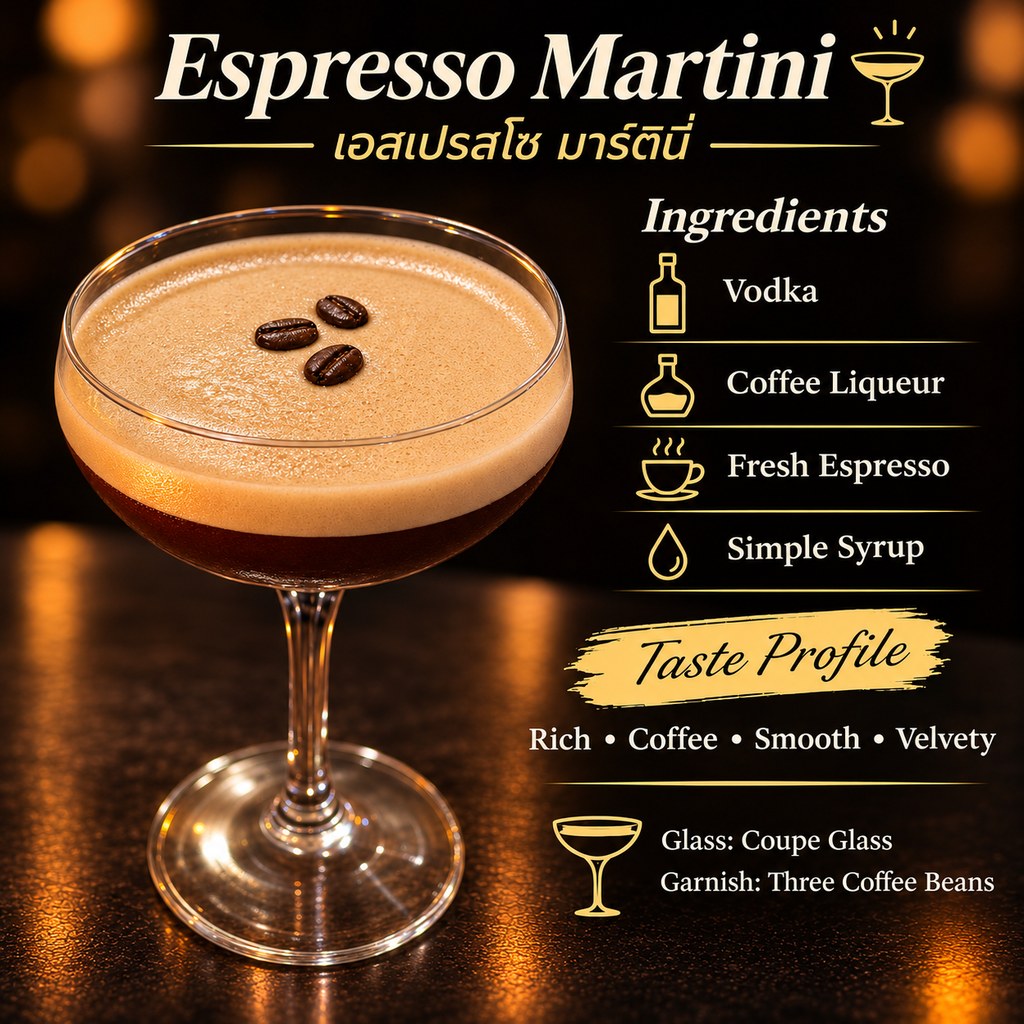 Espresso Martini
เอสเปรสโซ มาร์ตินี่
Ingredients
Vodka
Coffee Liqueur
Fresh Espresso
Simple Syrup
Taste Profile
Rich • Coffee • Smooth • Velvety
Glass: Coupe Glass
Garnish: Three Coffee Beans